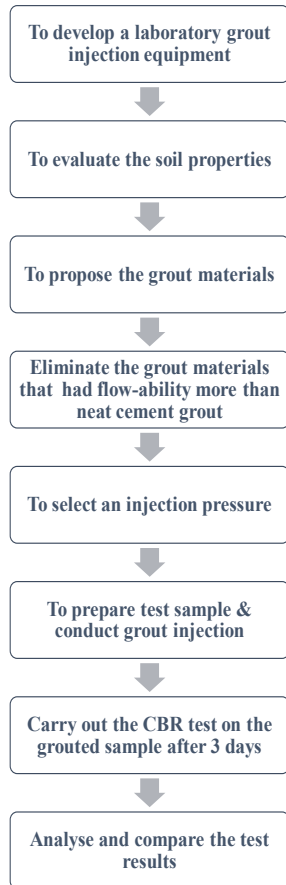 To develop a laboratory grout
injection equipment
To evaluate the soil properties
To propose the grout materials
Eliminate the grout materials
that had flow-ability more than
neat cement grout
To select an injection pressure
To prepare test sample &
conduct grout injection
Carry out the CBR test on the
grouted sample after 3 days
Analyse and compare the test
results